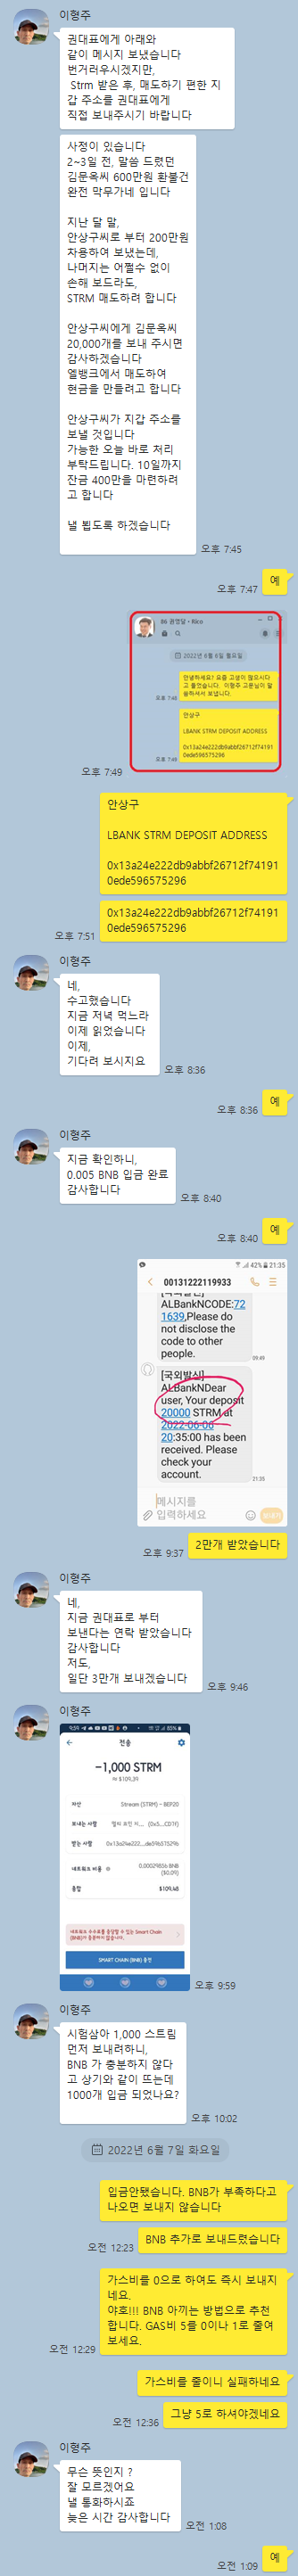 이형주
권대표에게 아래와
같이 메시지 보냈습니다
번거러우시겠지만,
Strm 받은 후, 매도하기 편한 지
갑 주소를 권대표에게
직접 보내주시기 바랍니다
사정이 있습니다
2~3일 전, 말씀 드렸던
김문옥씨 600만원 환불건
완전 막무가네 입니다
지난 달 말,
안상구씨로 부터 200만원
차용하여 보냈는데,
나머지는 어쩔수 없이
손해 보드라도,
STRM 매도하려 합니다
안상구씨에게 김문옥씨
20,000개를 보내 주시면
감사하겠습니다
엘뱅크에서 매도하여
현금을 만들려고 합니다
안상구씨가 지갑 주소를
보낼 것입니다
가능한 오늘 바로 처리
부탁드립니다. 10일까지
잔금 400만을 마련하려
고 합니다
낼 뵙도록 하겠습니다
오후 7:45
예
오후 7:47
2022년 6월 6일 월요일
안녕하세요? 요즘 고생이 많으시다
고 들었습니다. 이형주 고문님이 말
씀하셔서 보냅니다.
오후 7:48
안상구
LBANK STRM DEPOSIT ADDRESS
0x13a24e222db9abbf26712f74191
0ede596575296
오후 7:48
오후 7:49
안상구
LBANK STRM DEPOSIT ADDRESS
0x13a24e222db9abbf26712f74191
0ede596575296
0x13a24e222db9abbf26712f74191
0ede596575296
오후 7:51
이형주
네,
수고했습니다
지금 저녁 먹느라
이제 읽었습니다
이제,
기다려 보시지요
오후 8:36
예
오후 8:36
이형주
지금 확인하니,
0.005 BNB 입금 완료
감사합니다
오후 8:40
예
오후 8:40
42% 21:35
00131222119933
[국외발신]
ALBankNCODE:72
1639,Please do
not disclose the
code to other
people.
09:49
[국외발신]
ALBankNDear
user, Your deposit
20000 STRM at
2022-06-06
20:35:00 has been
received. Please
check your
account.
21:35
메시지를
입력하세요
보내기
2만개 받았습니다
오후 9:37
이형주
네,
지금 권대표로 부터
보낸다는 연락 받았습니다
감사합니다
저도,
일단 3만개 보내겠습니다
오후 9:46
이형주
9:59
85%
전송
-1,000 STRM
≈ $109.39
자산
Stream (STRM) – BEP20
보내는 사람
받는 사람
0x13a24e222...de596575296
네트워크 비용
0.0002985 BNB
($0.09)
총합
$109.48
네트워크 수수료를 충당할 수 있는 Smart Chain
(BNB)이 충분하지 않습니다.
SMART CHAIN (BNB) 충전
오후 9:59
이형주
시험삼아 1,000 스트림
먼저 보내려하니,
BNB 가 충분하지 않다
고 상기와 같이 뜨는데
1000개 입금 되었나요?
오후 10:02
2022년 6월 7일 화요일
입금안됐습니다. BNB가 부족하다고
나오면 보내지 않습니다
BNB 추가로 보내드렸습니다
오전 12:23
가스비를 0으로 하여도 즉시 보내지
네요.
야호!!! BNB 아끼는 방법으로 추천
합니다. GAS비 5를 0이나 1로 줄여
보세요.
오전 12:29
가스비를 줄이니 실패하네요
그냥 5로 하셔야겠네요
오전 12:36
이형주
무슨 뜻인지 ?
잘 모르겠어요
낼 통화하시죠
늦은 시간 감사합니다
오전 1:08
예
오전 1:09